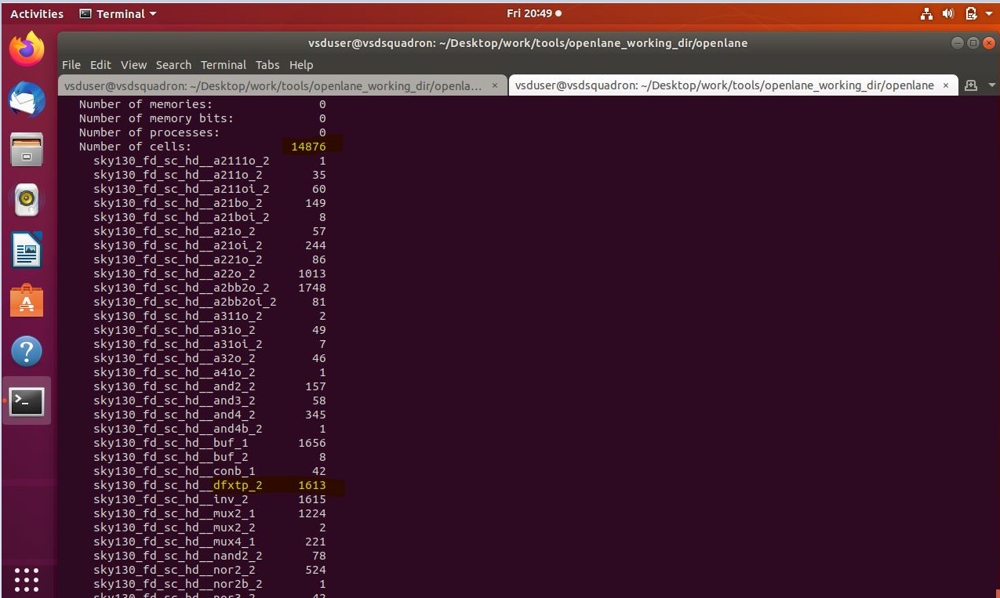 Activities Terminal Fri 20:49
vsduser@vsdsquadron: ~/Desktop/work/tools/openlane_working_dir/openlane
File Edit View Search Terminal Tabs Help
vsduser@vsdsquadron: ~/Desktop/work/tools/openlane_working_dir/openla... × vsduser@vsdsquadron: ~/Desktop/work/tools/openlane_working_dir/openlane ×
Number of memories: 0
Number of memory bits: 0
Number of processes: 0
Number of cells: 14876
sky130_fd_sc_hd__a2111o_2 1
sky130_fd_sc_hd__a211o_2 35
sky130_fd_sc_hd__a211oi_2 60
sky130_fd_sc_hd__a21bo_2 149
sky130_fd_sc_hd__a21boi_2 8
sky130_fd_sc_hd__a21o_2 57
sky130_fd_sc_hd__a21oi_2 244
sky130_fd_sc_hd__a221o_2 86
sky130_fd_sc_hd__a22o_2 1013
sky130_fd_sc_hd__a2bb2o_2 1748
sky130_fd_sc_hd__a2bb2oi_2 81
sky130_fd_sc_hd__a311o_2 2
sky130_fd_sc_hd__a31o_2 49
sky130_fd_sc_hd__a31oi_2 7
sky130_fd_sc_hd__a32o_2 46
sky130_fd_sc_hd__a41o_2 1
sky130_fd_sc_hd__and2_2 157
sky130_fd_sc_hd__and3_2 58
sky130_fd_sc_hd__and4_2 345
sky130_fd_sc_hd__and4b_2 1
sky130_fd_sc_hd__buf_1 1656
sky130_fd_sc_hd__buf_2 8
sky130_fd_sc_hd__conb_1 42
sky130_fd_sc_hd__dfxtp_2 1613
sky130_fd_sc_hd__inv_2 1615
sky130_fd_sc_hd__mux2_1 1224
sky130_fd_sc_hd__mux2_2 2
sky130_fd_sc_hd__mux4_1 221
sky130_fd_sc_hd__nand2_2 78
sky130_fd_sc_hd__nor2_2 524
sky130_fd_sc_hd__nor2b_2 1
sky130_fd_sc_hd__nor3_2 42